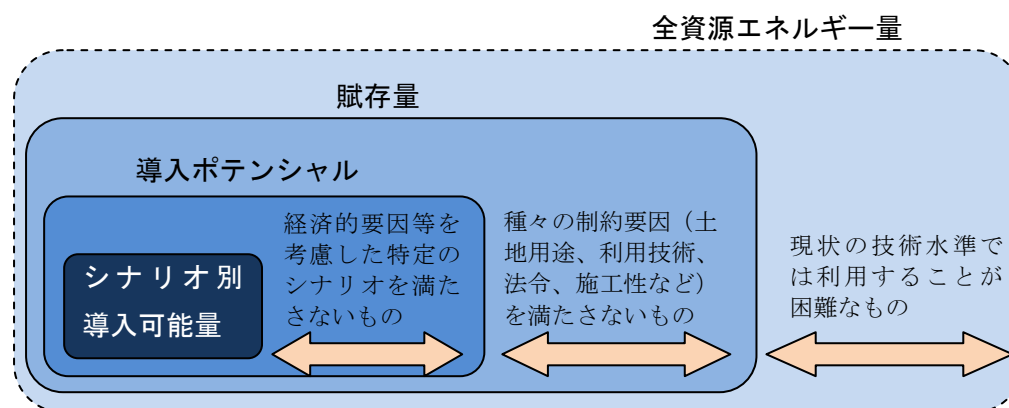 全資源エネルギー量
賦存量
導入ポテンシャル
シナリオ別
導入可能量
経済的要因等を
考慮した特定の
シナリオを満た
さないもの
種々の制約要因（土
地用途、利用技術、
法令、施工性など）
を満たさないもの
現状の技術水準で
は利用することが
困難なもの